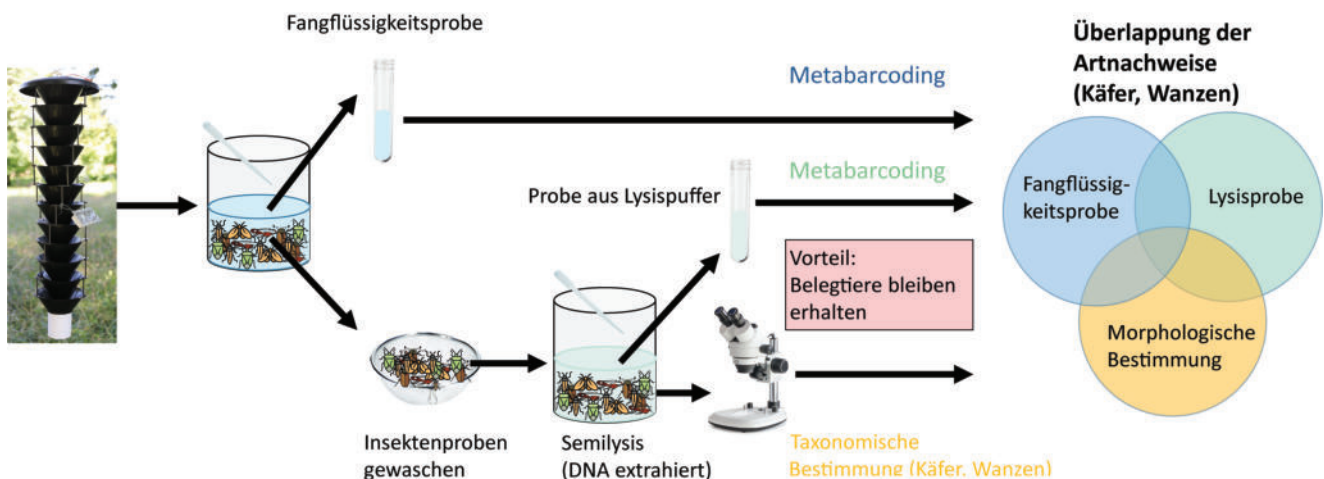 Fangflüssigkeitsprobe
Metabarcoding
Metabarcoding
Probe aus Lysispuffer
Vorteil:
Belegtiere bleiben
erhalten
Insektenproben
gewaschen
Semilysis
(DNA extrahiert)
Taxonomische
Bestimmung (Käfer, Wanzen)
Überlappung der
Artnachweise
(Käfer, Wanzen)
Fangflüssig-
keitsprobe
Lysisprobe
Morphologische
Bestimmung